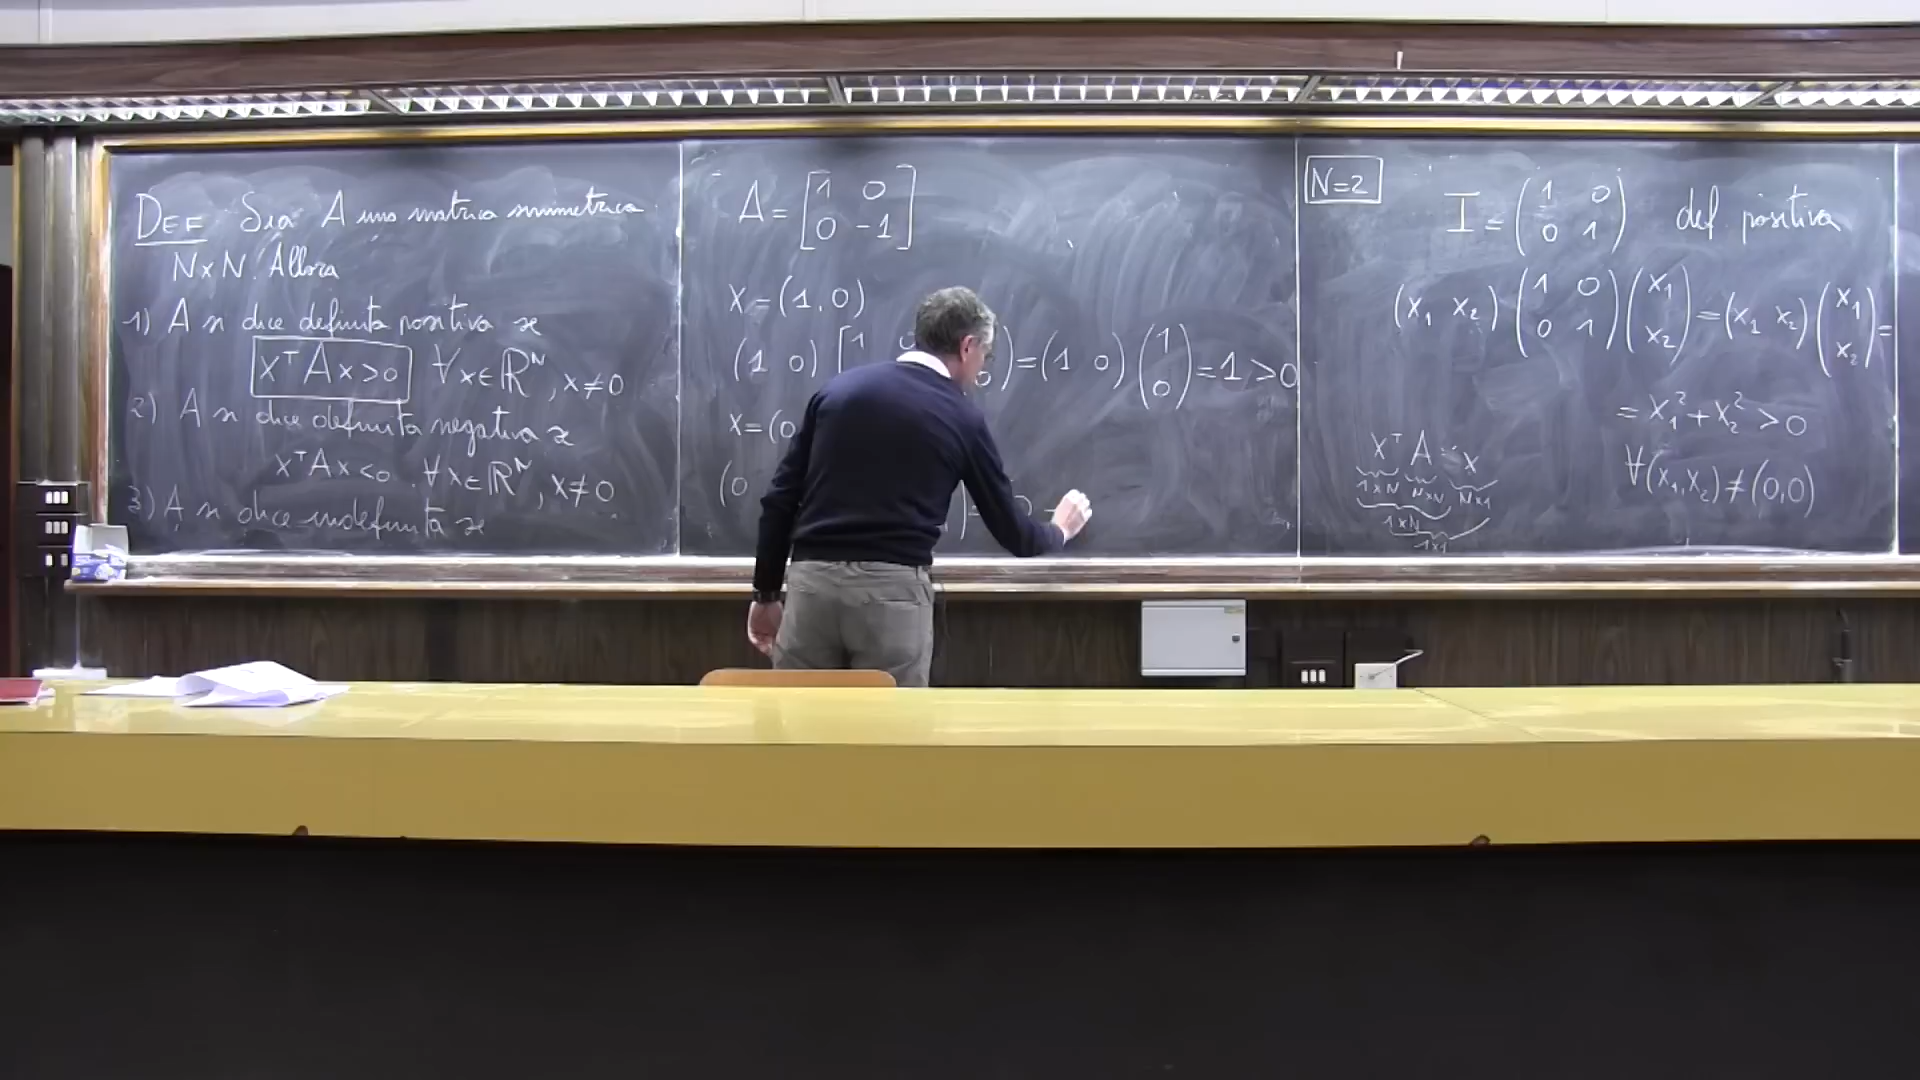 DEF Sia A una matrice simmetrica
N×N. Allora
1) A si dice definita positiva se
xᵀAx>0 ∀x∈ℝᴺ, x≠0
2) A si dice definita negativa se
xᵀAx<0 ∀x∈ℝᴺ, x≠0
3) A si dice indefinita se
A = [1 0
0 -1]
X = (1,0)
(1 0) [1 0) = (1 0) (1
0) = 1 > 0
X = (0
(0
N=2
I = (1 0
0 1) def. positiva
(x₁ x₂) (1 0
0 1) (x₁
x₂) = (x₁ x₂) (x₁
x₂) =
= x₁² + x₂² > 0
∀(x₁,x₂) ≠ (0,0)
xᵀ A x
1×N N×N N×1
1×N
1×1